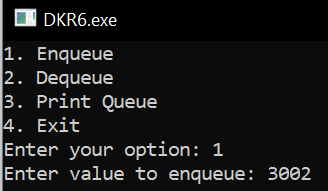 DKR6.exe
1. Enqueue
2. Dequeue
3. Print Queue
4. Exit
Enter your option: 1
Enter value to enqueue: 3002